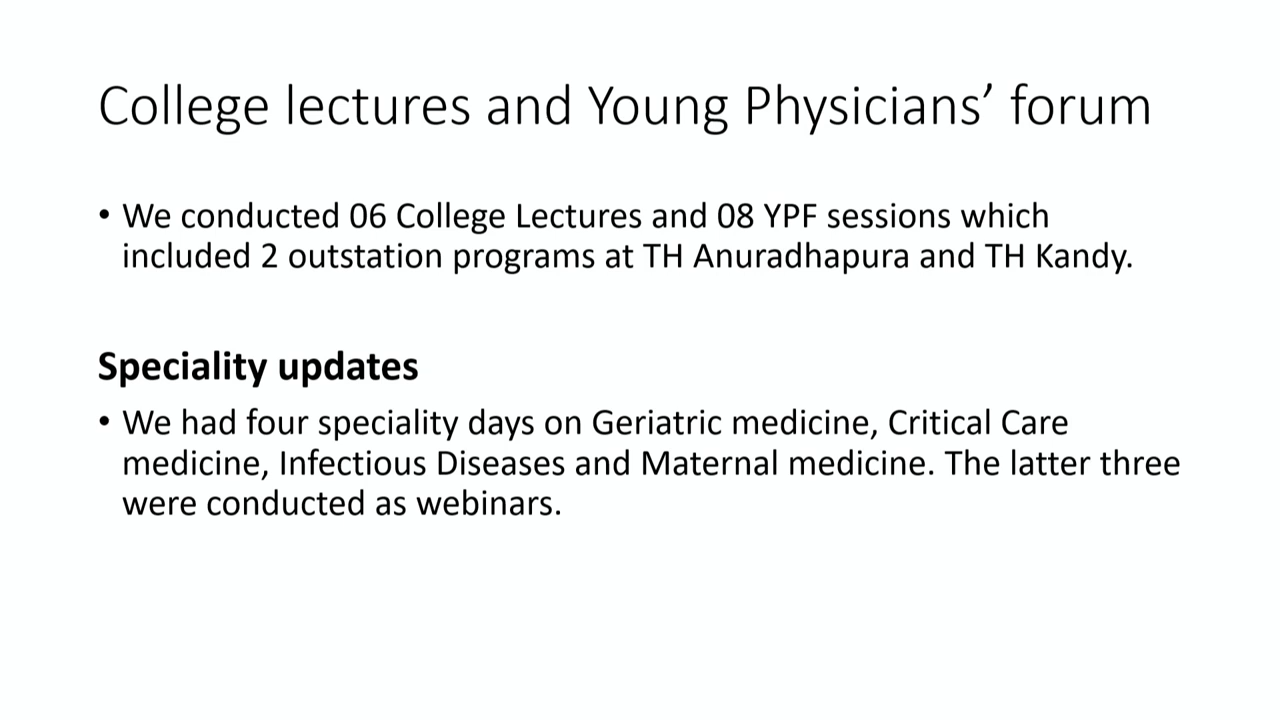 College lectures and Young Physicians’ forum
• We conducted 06 College Lectures and 08 YPF sessions which
included 2 outstation programs at TH Anuradhapura and TH Kandy.
Speciality updates
• We had four speciality days on Geriatric medicine, Critical Care
medicine, Infectious Diseases and Maternal medicine. The latter three
were conducted as webinars.